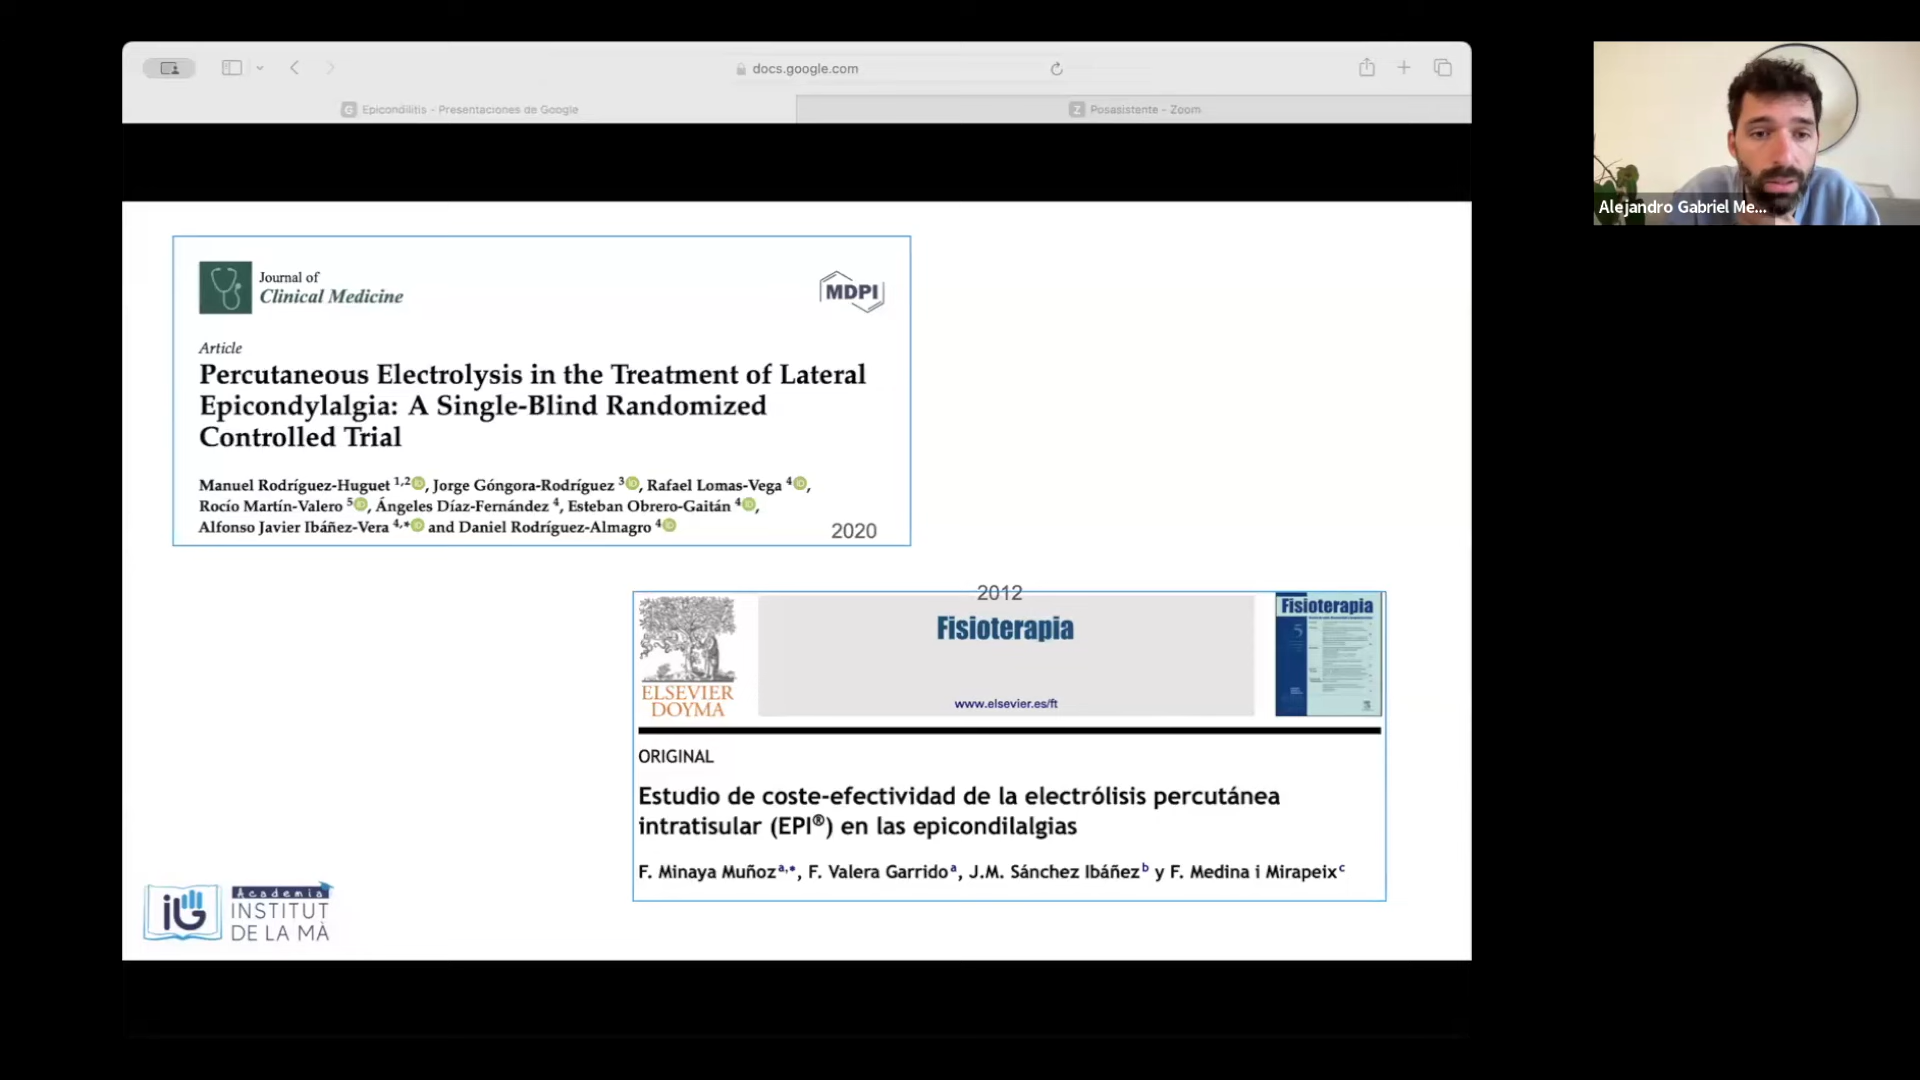 docs.google.com
Epicondilitis - Presentaciones de Google
Posasistente - Zoom
Alejandro Gabriel Me...
Journal of
Clinical Medicine
MDPI
Article
Percutaneous Electrolysis in the Treatment of Lateral
Epicondylalgia: A Single-Blind Randomized
Controlled Trial
Manuel Rodríguez-Huguet 1,2, Jorge Góngora-Rodríguez 3, Rafael Lomas-Vega 4,
Rocío Martín-Valero 5, Ángeles Díaz-Fernández 4, Esteban Obrero-Gaitán 4,
Alfonso Javier Ibáñez-Vera 4,* and Daniel Rodríguez-Almagro 4
2020
2012
Fisioterapia
Fisioterapia
5
ELSEVIER
DOYMA
www.elsevier.es/ft
ORIGINAL
Estudio de coste-efectividad de la electrólisis percutánea
intratisular (EPI®) en las epicondilalgias
F. Minaya Muñoz a,*, F. Valera Garrido a, J.M. Sánchez Ibáñez b y F. Medina i Mirapeix c
iG
Academia
INSTITUT
DE LA MÀ